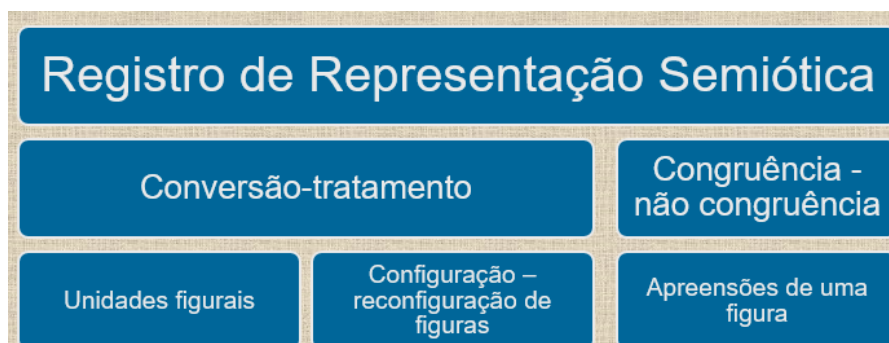 Registro de Representação Semiótica
Conversão-tratamento
Congruência -
não congruência
Unidades figurais
Configuração –
reconfiguração de
figuras
Apreensões de uma
figura